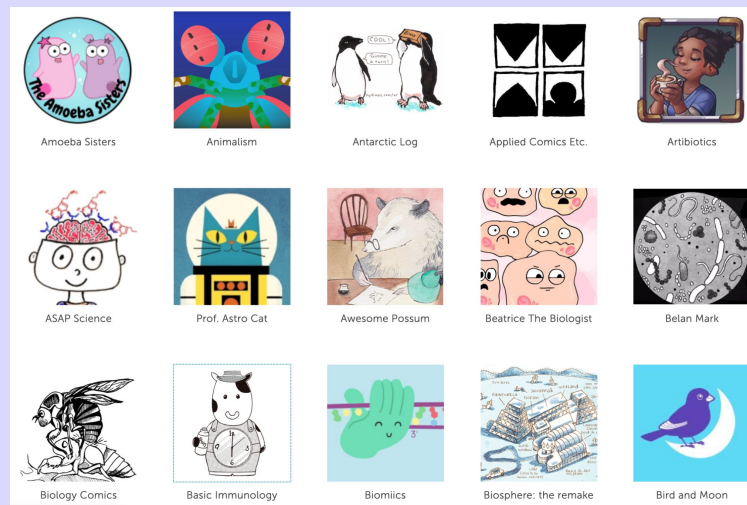 The Amoeba Sisters
COOL!
Amoeba Sisters
Animalism
Antarctic Log
Applied Comics Etc.
Artibiotics
ASAP Science
Prof. Astro Cat
Awesome Possum
Beatrice The Biologist
Belan Mark
3'
Biology Comics
Basic Immunology
Biomiics
Biosphere: the remake
Bird and Moon